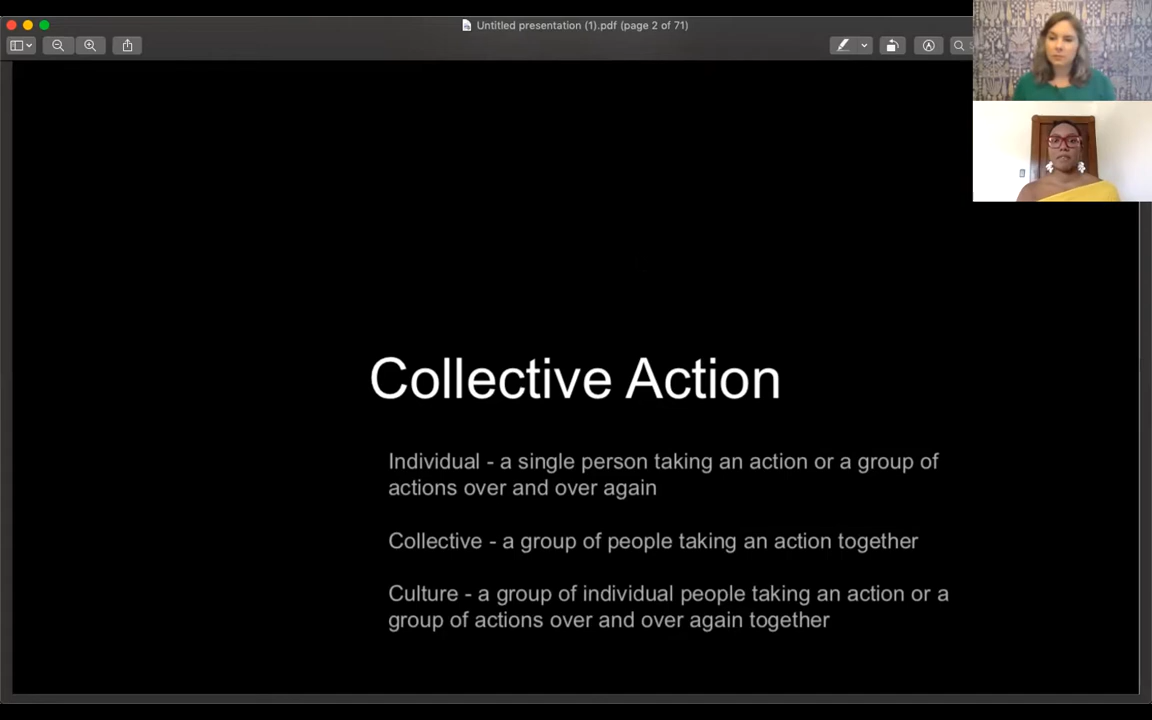 Untitled presentation (1).pdf (page 2 of 71)
Collective Action
Individual - a single person taking an action or a group of
actions over and over again
Collective - a group of people taking an action together
Culture - a group of individual people taking an action or a
group of actions over and over again together